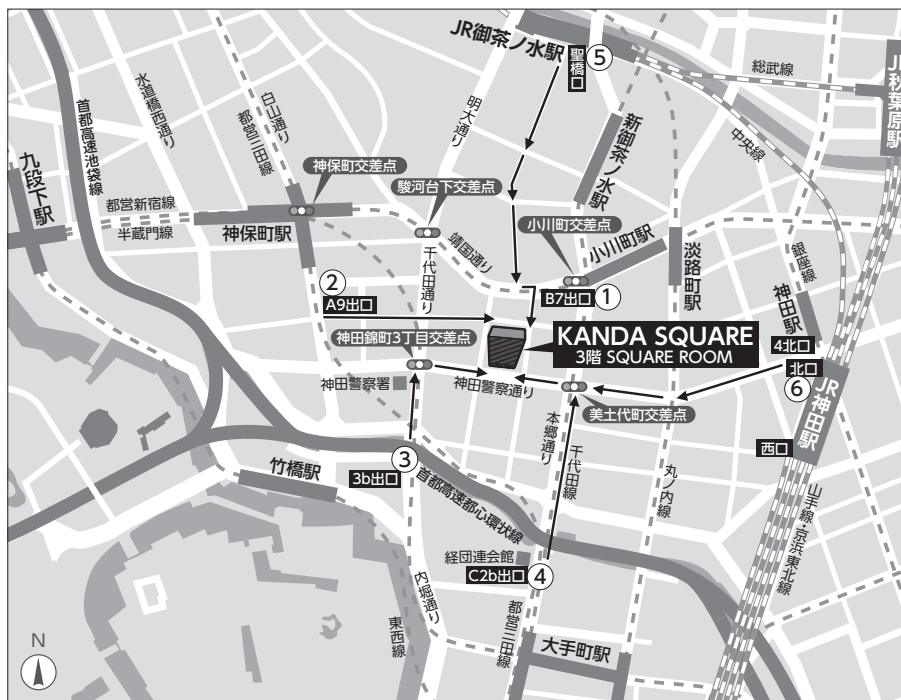 JR御茶ノ水駅
聖橋口
⑤
総武線
JR秋葉原駅
中央線
水道橋西通り
白山通り
都営三田線
明大通り
首都高速池袋線
新御茶ノ水駅
九段下駅
神保町交差点
駿河台下交差点
都営新宿線
半蔵門線
神保町駅
靖国通り
小川町交差点
小川町駅
淡路町駅
銀座線
神田駅
千代田通り
②
A9出口
B7出口
①
KANDA SQUARE
3階 SQUARE ROOM
4北口
北口
⑥
JR神田駅
神田錦町3丁目交差点
神田警察署
神田警察通り
美土代町交差点
本郷通り
千代田線
丸ノ内線
西口
竹橋駅
③
3b出口
首都高速都心環状線
山手線・京浜東北線
経団連会館
C2b出口
④
内堀通り
東西線
都営三田線
大手町駅
N